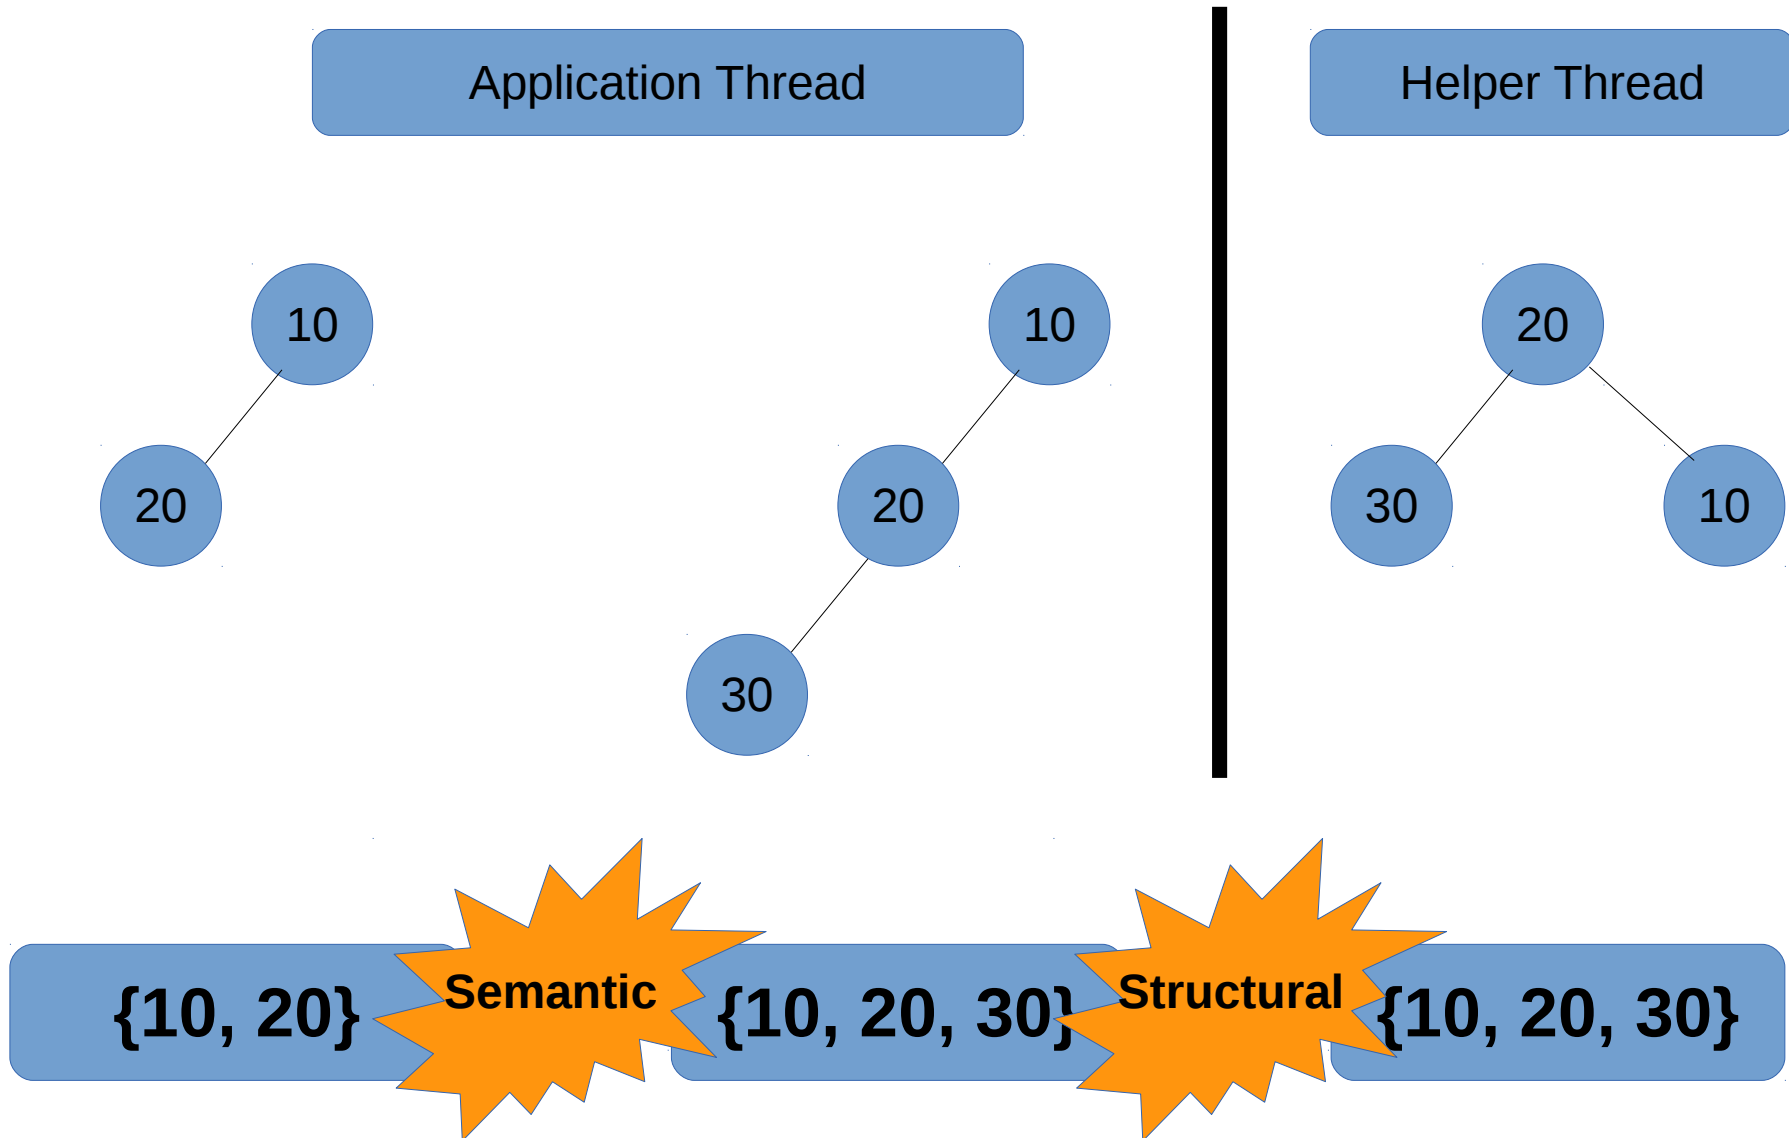 Application Thread
Helper Thread
10
20
10
20
30
20
30
10
{10, 20}
Semantic
{10, 20, 30}
Structural
{10, 20, 30}